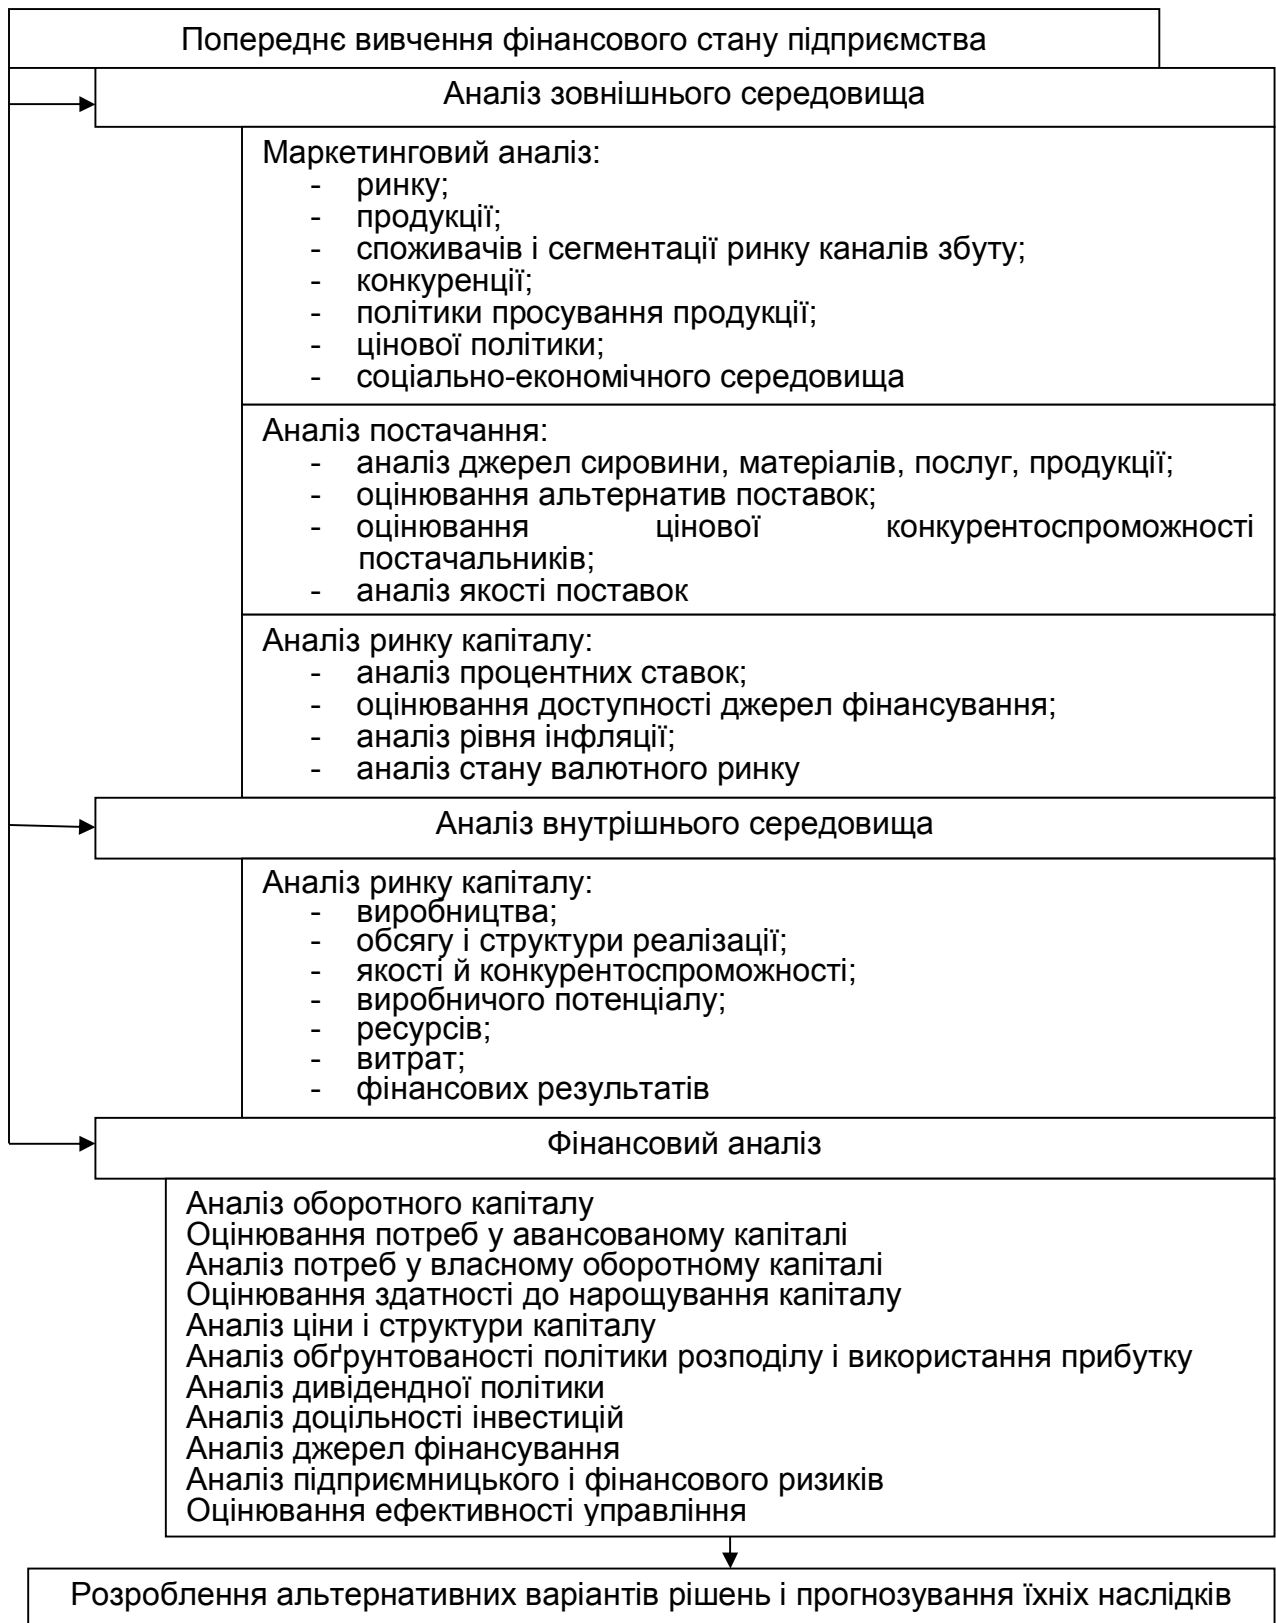 Попереднє вивчення фінансового стану підприємства
Аналіз зовнішнього середовища
Маркетинговий аналіз:
- ринку;
- продукції;
- споживачів і сегментації ринку каналів збуту;
- конкуренції;
- політики просування продукції;
- цінової політики;
- соціально-економічного середовища
Аналіз постачання:
- аналіз джерел сировини, матеріалів, послуг, продукції;
- оцінювання альтернатив поставок;
- оцінювання цінової конкурентоспроможності
постачальників;
- аналіз якості поставок
Аналіз ринку капіталу:
- аналіз процентних ставок;
- оцінювання доступності джерел фінансування;
- аналіз рівня інфляції;
- аналіз стану валютного ринку
Аналіз внутрішнього середовища
Аналіз ринку капіталу:
- виробництва;
- обсягу і структури реалізації;
- якості й конкурентоспроможності;
- виробничого потенціалу;
- ресурсів;
- витрат;
- фінансових результатів
Фінансовий аналіз
Аналіз оборотного капіталу
Оцінювання потреб у авансованому капіталі
Аналіз потреб у власному оборотному капіталі
Оцінювання здатності до нарощування капіталу
Аналіз ціни і структури капіталу
Аналіз обґрунтованості політики розподілу і використання прибутку
Аналіз дивідендної політики
Аналіз доцільності інвестицій
Аналіз джерел фінансування
Аналіз підприємницького і фінансового ризиків
Оцінювання ефективності управління
Розроблення альтернативних варіантів рішень і прогнозування їхніх наслідків